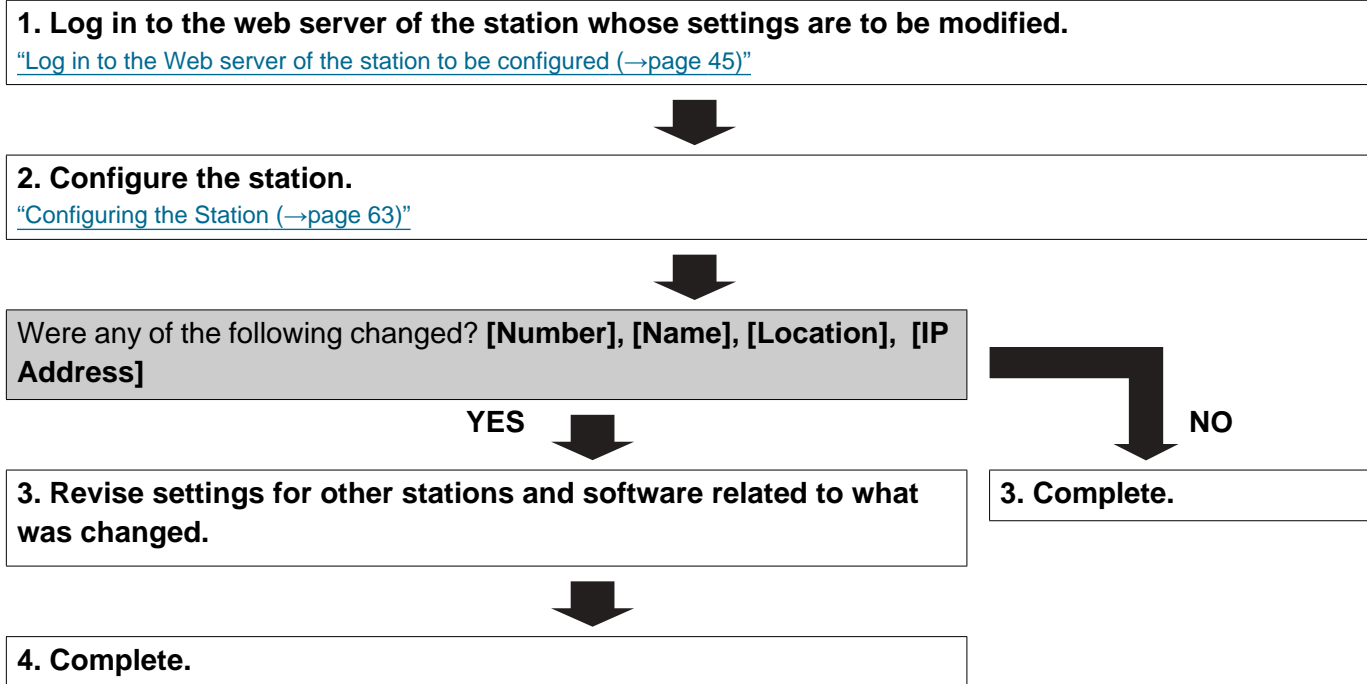 1. Log in to the web server of the station whose settings are to be modified.
“Log in to the Web server of the station to be configured (→page 45)”
2. Configure the station.
“Configuring the Station (→page 63)”
Were any of the following changed? [Number], [Name], [Location], [IP
Address]
YES
NO
3. Revise settings for other stations and software related to what
was changed.
3. Complete.
4. Complete.